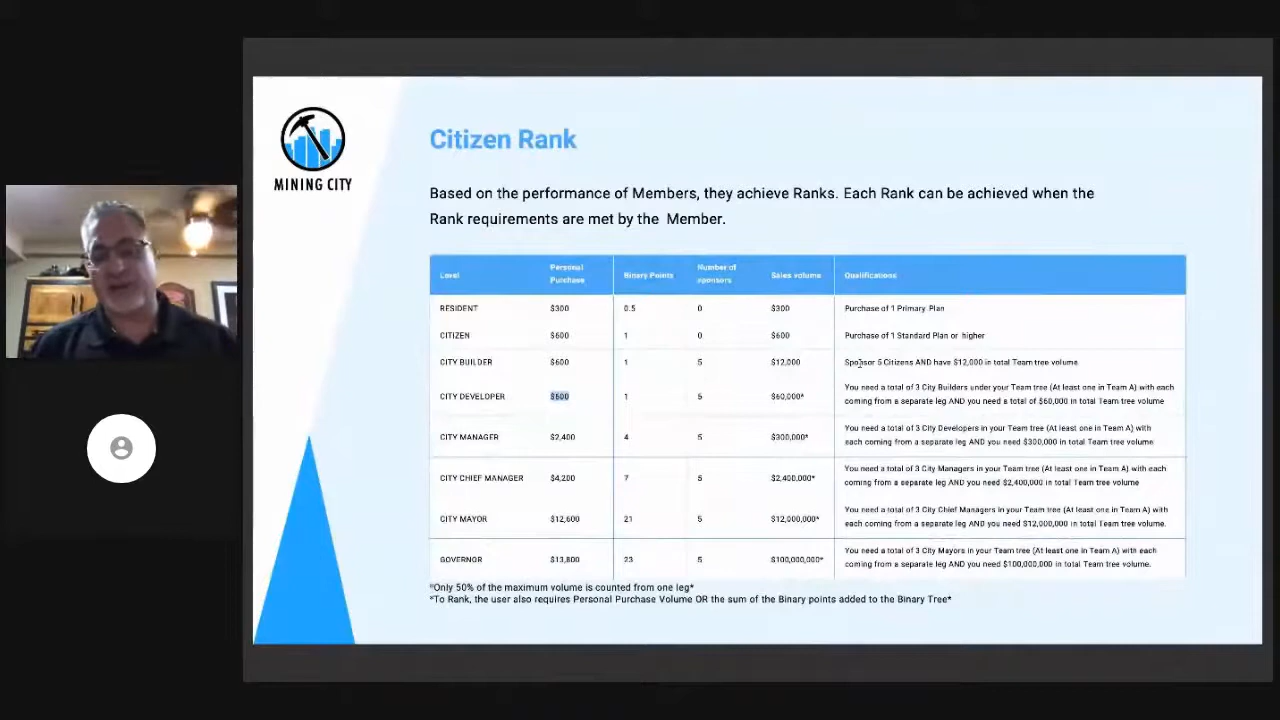 MINING CITY
Citizen Rank
Based on the performance of Members, they achieve Ranks. Each Rank can be achieved when the
Rank requirements are met by the Member.
Level Personal Purchase Binary Points Number of sponsors Sales volume Qualifications
RESIDENT $300 0.5 0 $300 Purchase of 1 Primary Plan
CITIZEN $600 1 0 $600 Purchase of 1 Standard Plan or higher
CITY BUILDER $600 1 5 $12,000 Sponsor 5 Citizens AND have $12,000 in total Team tree volume
CITY DEVELOPER $600 1 5 $60,000* You need a total of 3 City Builders under your Team tree (At least one in Team A) with each
coming from a separate leg AND you need a total of $60,000 in total Team tree volume
CITY MANAGER $2,400 4 5 $300,000* You need a total of 3 City Developers in your Team tree (At least one in Team A) with
each coming from a separate leg AND you need $300,000 in total Team tree volume
CITY CHIEF MANAGER $4,200 7 5 $2,400,000* You need a total of 3 City Managers in your Team tree (At least one in Team A) with each
coming from a separate leg AND you need $2,400,000 in total Team tree volume
CITY MAYOR $12,600 21 5 $12,000,000* You need a total of 3 City Chief Managers in your Team tree (At least one in Team A) with
each coming from a separate leg AND you need $12,000,000 in total Team tree volume.
GOVERNOR $13,800 23 5 $100,000,000* You need a total of 3 City Mayors in your Team tree (At least one in Team A) with each
coming from a separate leg AND you need $100,000,000 in total Team tree volume.
*Only 50% of the maximum volume is counted from one leg*
*To Rank, the user also requires Personal Purchase Volume OR the sum of the Binary points added to the Binary Tree*